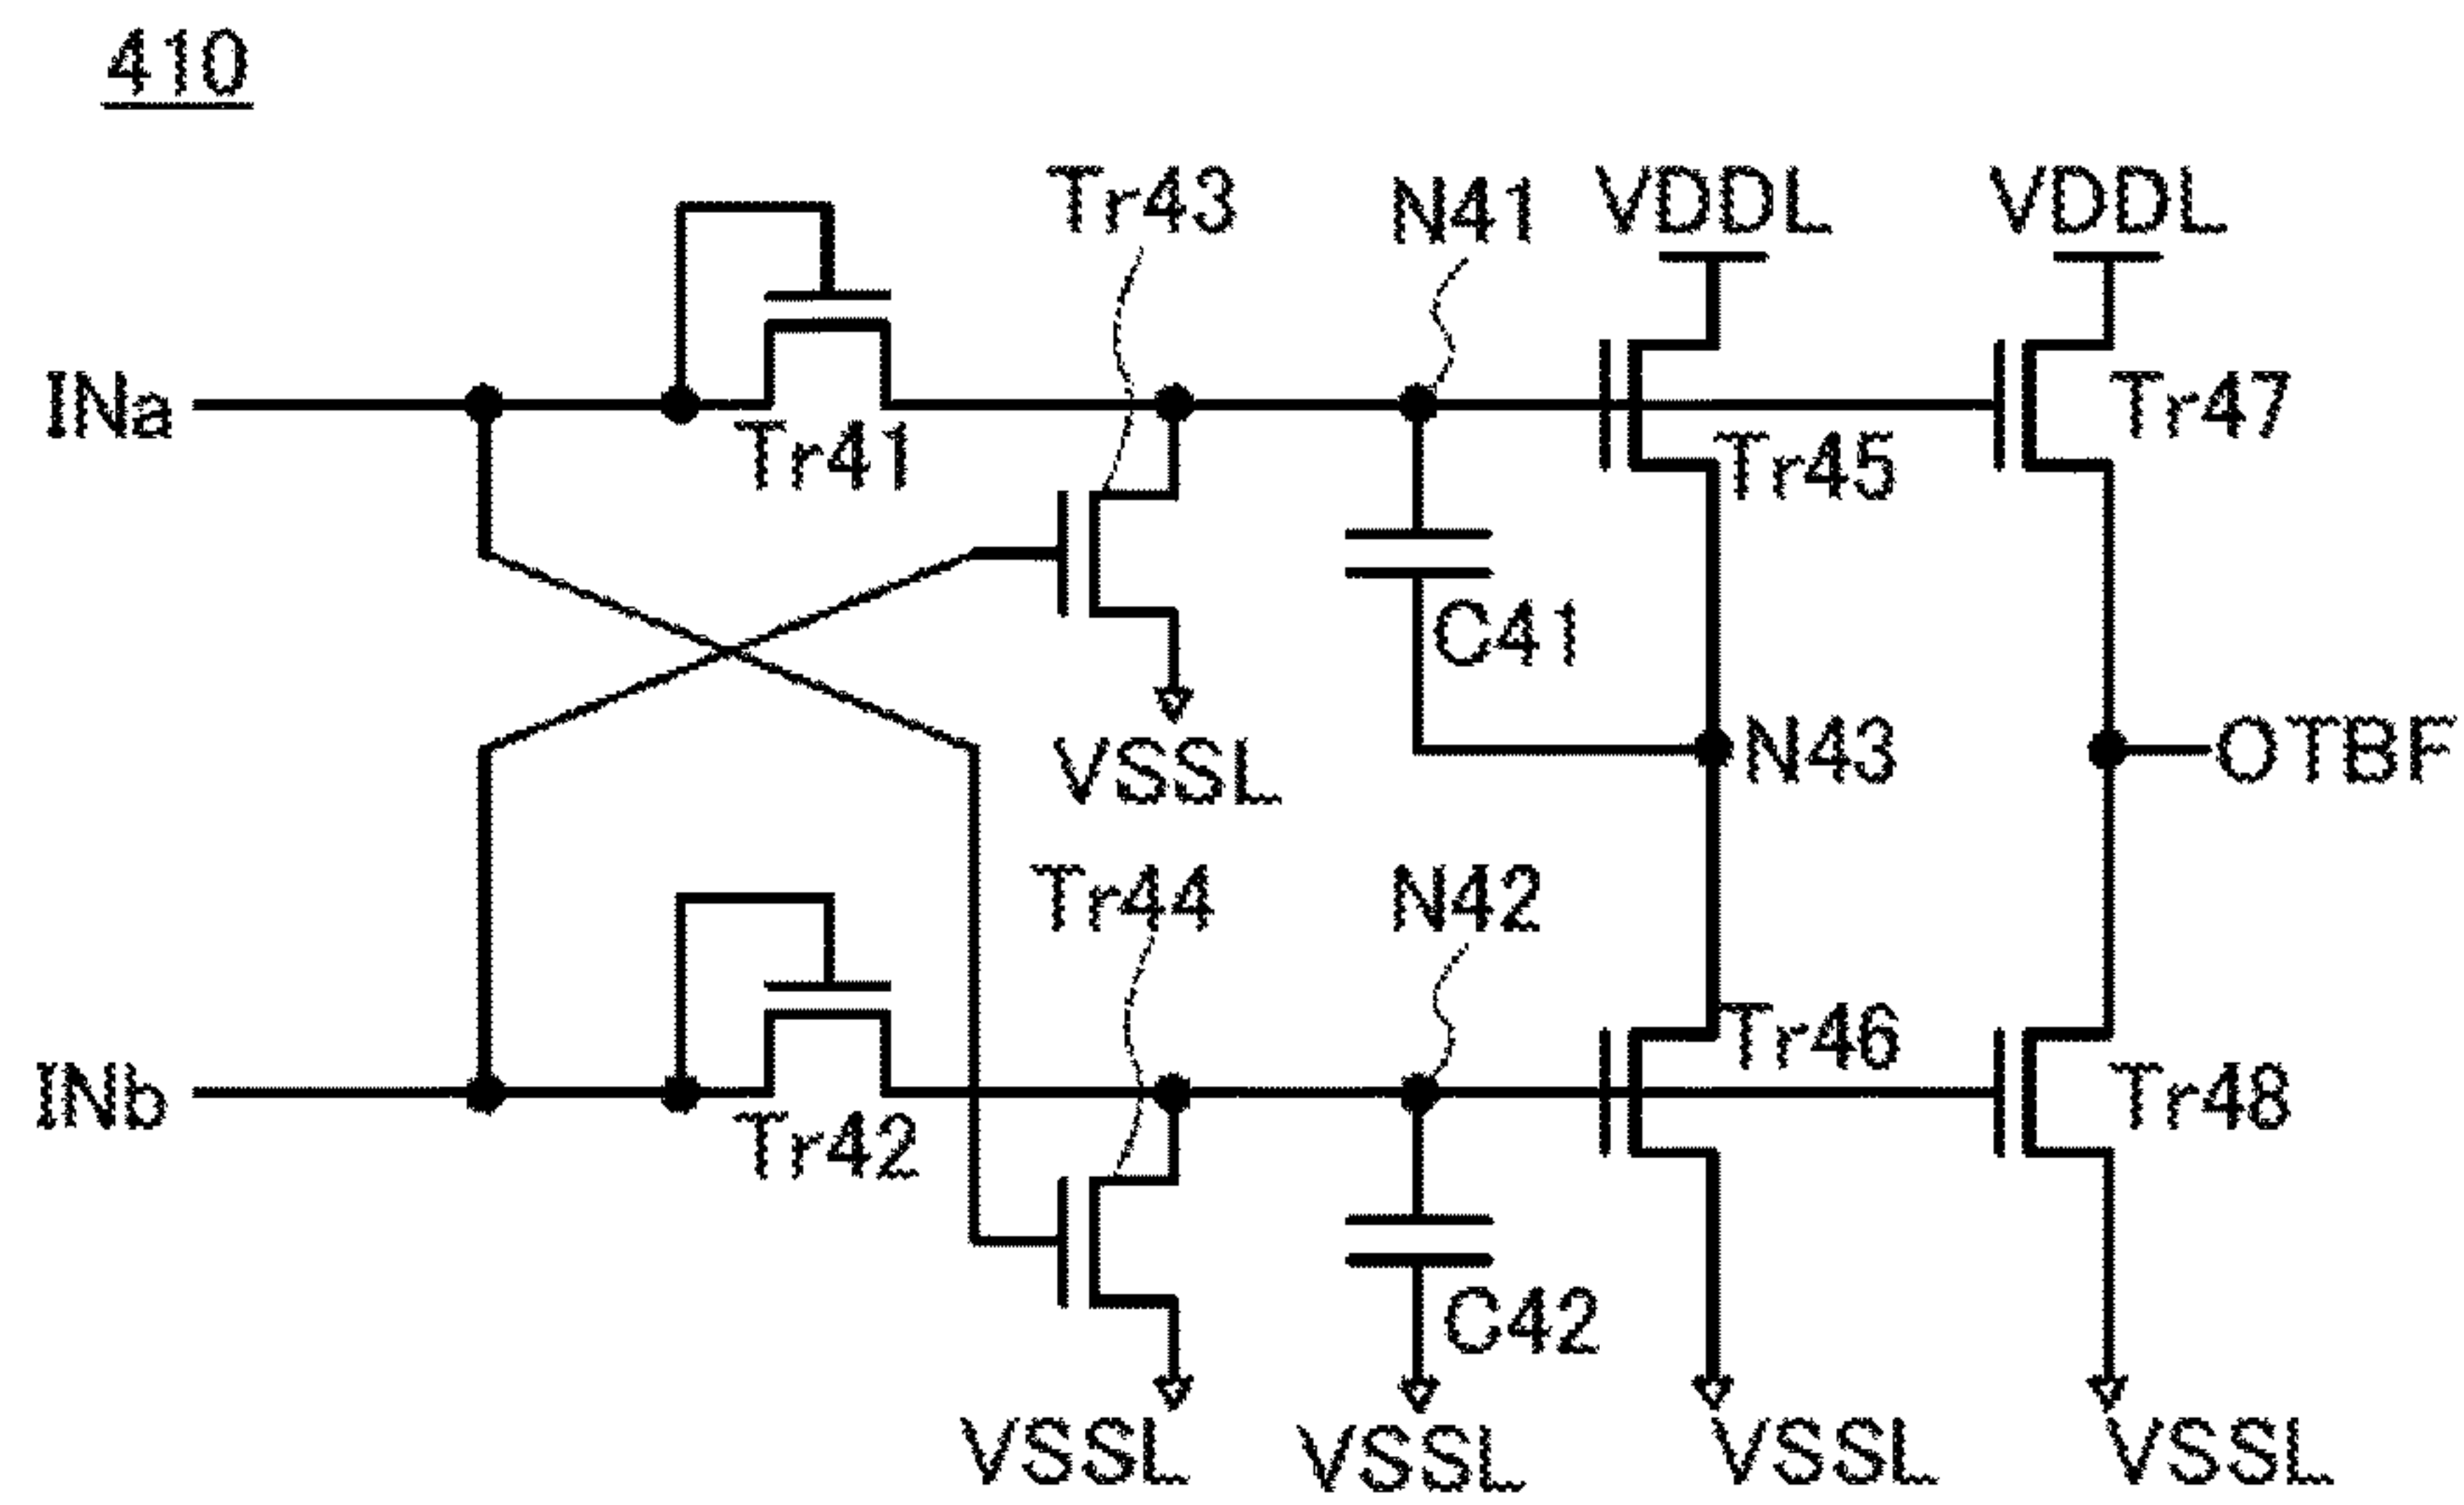 410
Tr43
N41
VDDL
VDDL
INa
Tr41
Tr45
Tr47
C41
VSSL
N43
OTBF
Tr44
N42
INb
Tr42
Tr46
Tr48
C42
VSSL
VSSL
VSSL
VSSL